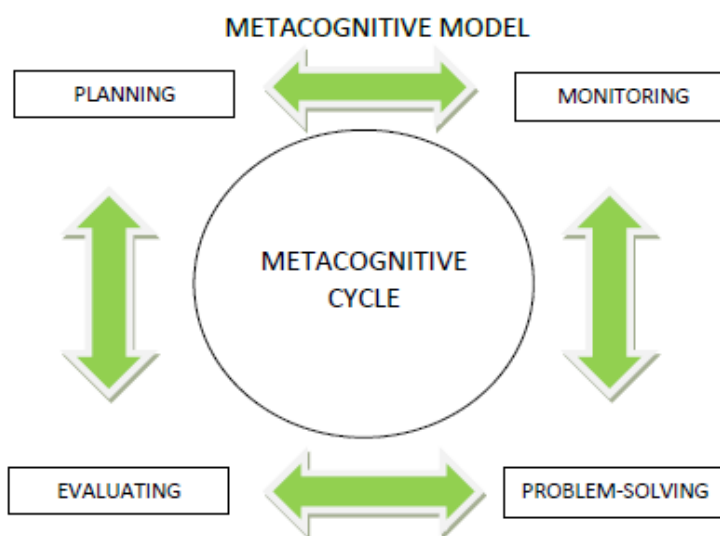 METACOGNITIVE MODEL
PLANNING
MONITORING
METACOGNITIVE
CYCLE
EVALUATING
PROBLEM-SOLVING